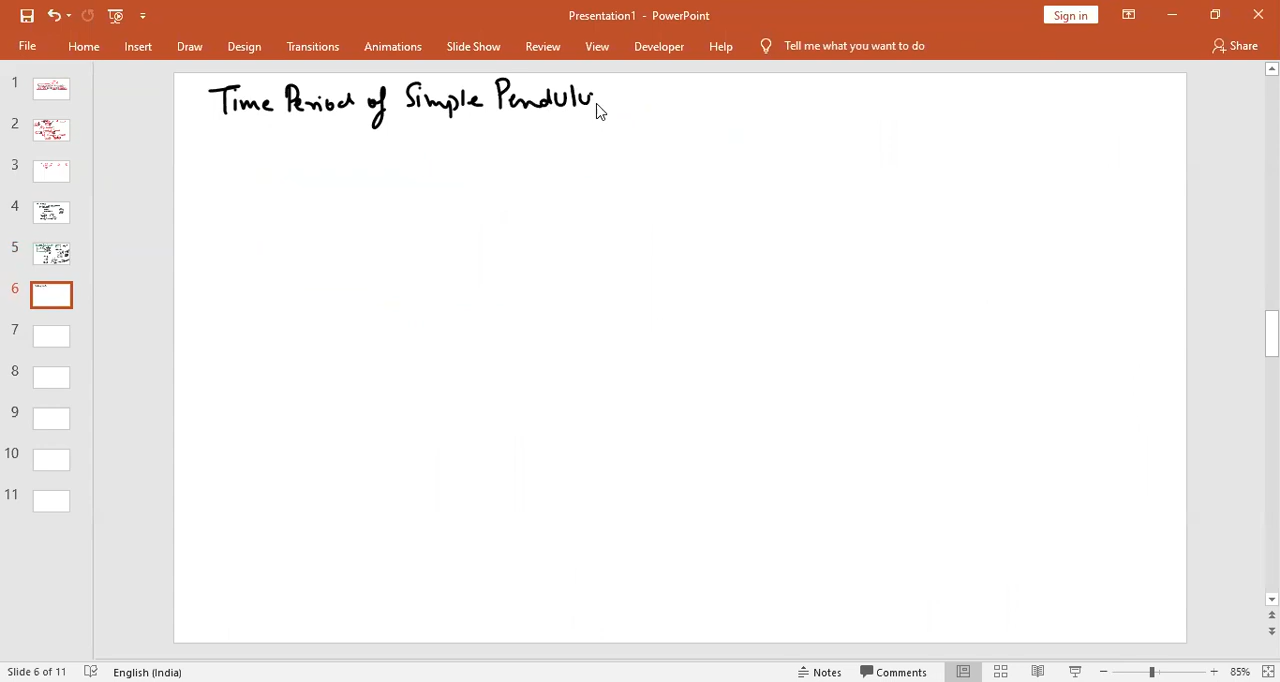 Presentation1 - PowerPoint
Sign in
File Home Insert Draw Design Transitions Animations Slide Show Review View Developer Help Tell me what you want to do Share
Time Period of Simple Pendulu
1
2
3
4
5
6
7
8
9
10
11
Slide 6 of 11 English (India) Notes Comments 85%